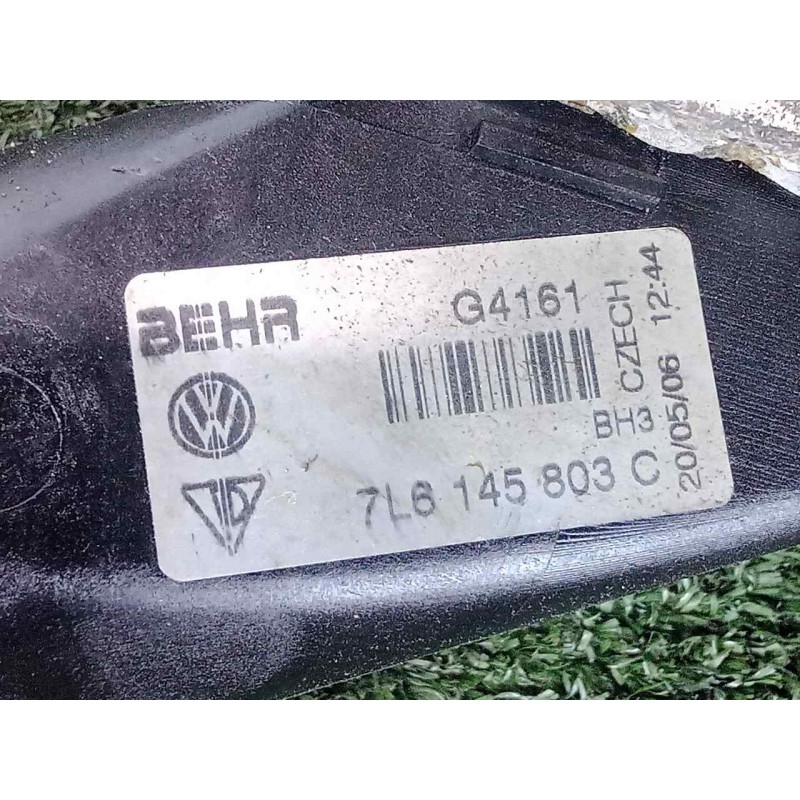 BEHR
G4161
CZECH
BH3
20/05/06 12:44
7L6 145 803 C